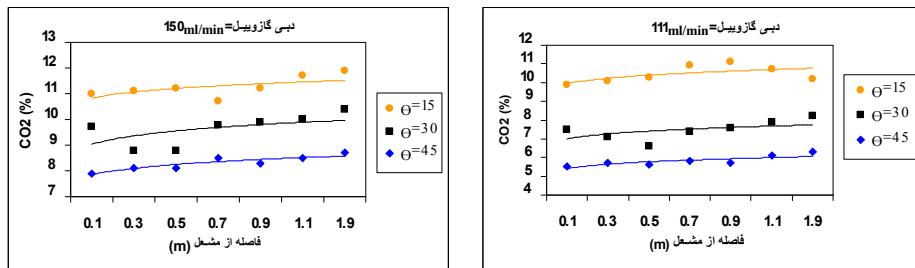 دبی گازوییل=150ml/min
CO2 (%)
13
12
11
10
9
8
7
0.1 0.3 0.5 0.7 0.9 1.1 1.9
فاصله از مشعل (m)
Θ=15
Θ=30
Θ=45
دبی گازوییل=111ml/min
CO2 (%)
12
11
10
9
8
7
6
5
4
0.1 0.3 0.5 0.7 0.9 1.1 1.9
فاصله از مشعل (m)
Θ=15
Θ=30
Θ=45